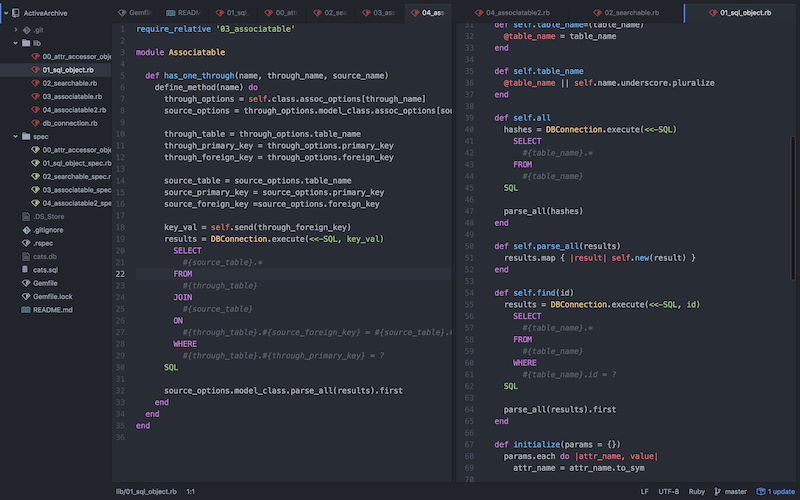 ActiveArchive
.git
lib
00_attr_accessor_obje
01_sql_object.rb
02_searchable.rb
03_associatable.rb
04_associatable2.rb
db_connection.rb
spec
00_attr_accessor_obje
01_sql_object_spec.rb
02_searchable_spec.r
03_associatable_spec
04_associatable2_spe
.DS_Store
.gitignore
.rspec
cats.db
cats.sql
Gemfile
Gemfile.lock
README.md
Gemfil
READM
01_sql
00_att
02_sea
03_as
04_ass
1 require_relative '03_associatable'
2
3 module Associatable
4
5 def has_one_through(name, through_name, source_name)
6 define_method(name) do
7 through_options = self.class.assoc_options[through_name]
8 source_options = through_options.model_class.assoc_options[sou
9
10 through_table = through_options.table_name
11 through_primary_key = through_options.primary_key
12 through_foreign_key = through_options.foreign_key
13
14 source_table = source_options.table_name
15 source_primary_key = source_options.primary_key
16 source_foreign_key =source_options.foreign_key
17
18 key_val = self.send(through_foreign_key)
19 results = DBConnection.execute(<<-SQL, key_val)
20 SELECT
21 #{source_table}.*
22 FROM
23 #{through_table}
24 JOIN
25 #{source_table}
26 ON
27 #{through_table}.#{source_foreign_key} = #{source_table}.
28 WHERE
29 #{through_table}.#{through_primary_key} = ?
30 SQL
31
32 source_options.model_class.parse_all(results).first
33 end
34 end
35 end
36
04_associatable2.rb
02_searchable.rb
01_sql_object.rb
31 def self.table_name=(table_name)
32 @table_name = table_name
33 end
34
35 def self.table_name
36 @table_name || self.name.underscore.pluralize
37 end
38
39 def self.all
40 hashes = DBConnection.execute(<<-SQL)
41 SELECT
42 #{table_name}.*
43 FROM
44 #{table_name}
45 SQL
46
47 parse_all(hashes)
48 end
49
50 def self.parse_all(results)
51 results.map { |result| self.new(result) }
52 end
53
54 def self.find(id)
55 results = DBConnection.execute(<<-SQL, id)
56 SELECT
57 #{table_name}.*
58 FROM
59 #{table_name}
60 WHERE
61 #{table_name}.id = ?
62 SQL
63
64 parse_all(results).first
65 end
66
67 def initialize(params = {})
68 params.each do |attr_name, value|
69 attr_name = attr_name.to_sym
70
lib/01_sql_object.rb 1:1
LF UTF-8 Ruby master 1 update